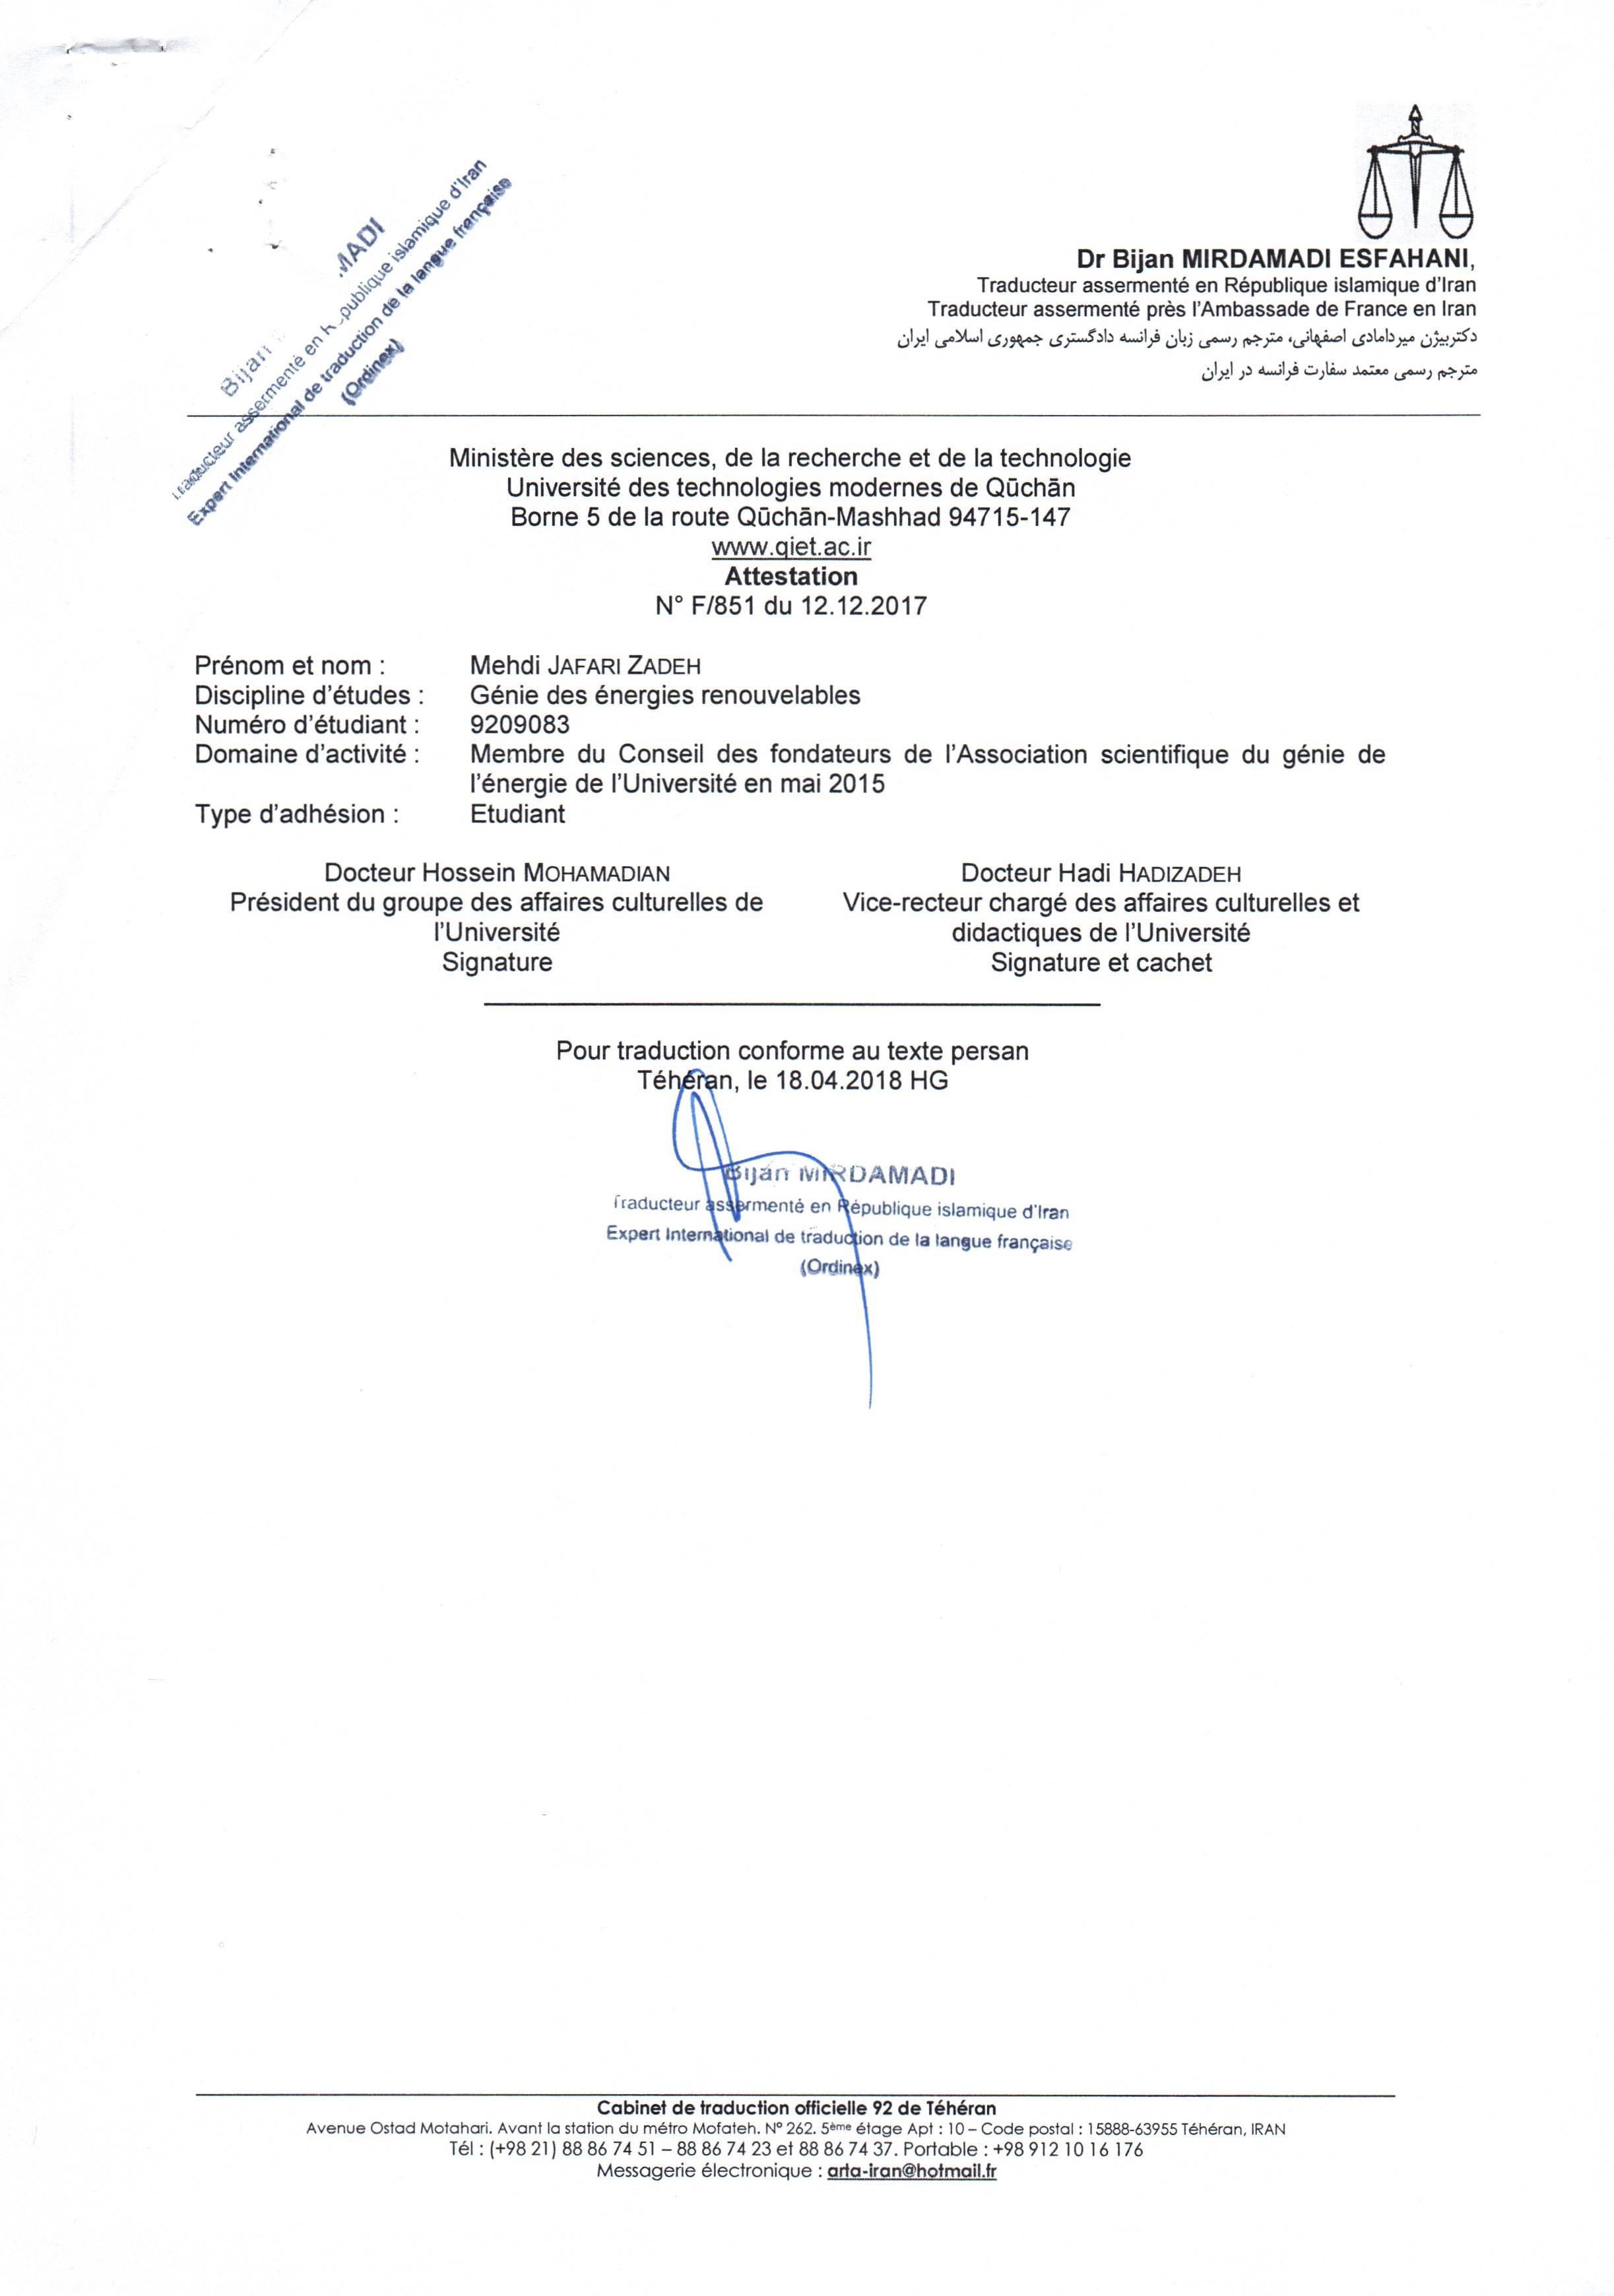 MADI
Bijan
Traducteur assermenté en République islamique d'Iran
Expert International de traduction de la langue française
(Ordinex)
Dr Bijan MIRDAMADI ESFAHANI,
Traducteur assermenté en République islamique d'Iran
Traducteur assermenté près l'Ambassade de France en Iran
دکتربیژن میردامادی اصفهانی، مترجم رسمی زبان فرانسه دادگستری جمهوری اسلامی ایران
مترجم رسمی معتمد سفارت فرانسه در ایران
Ministère des sciences, de la recherche et de la technologie
Université des technologies modernes de Qūchān
Borne 5 de la route Qūchān-Mashhad 94715-147
www.qiet.ac.ir
Attestation
N° F/851 du 12.12.2017
Prénom et nom : Mehdi JAFARI ZADEH
Discipline d'études : Génie des énergies renouvelables
Numéro d'étudiant : 9209083
Domaine d'activité : Membre du Conseil des fondateurs de l'Association scientifique du génie de
l'énergie de l'Université en mai 2015
Type d'adhésion : Etudiant
Docteur Hossein MOHAMADIAN
Président du groupe des affaires culturelles de
l'Université
Signature
Docteur Hadi HADIZADEH
Vice-recteur chargé des affaires culturelles et
didactiques de l'Université
Signature et cachet
Pour traduction conforme au texte persan
Téhéran, le 18.04.2018 HG
Bijan MIRDAMADI
Traducteur assermenté en République islamique d'Iran
Expert International de traduction de la langue française
(Ordinex)
Cabinet de traduction officielle 92 de Téhéran
Avenue Ostad Motahari. Avant la station du métro Mofateh. N° 262. 5ème étage Apt : 10 – Code postal : 15888-63955 Téhéran, IRAN
Tél : (+98 21) 88 86 74 51 – 88 86 74 23 et 88 86 74 37. Portable : +98 912 10 16 176
Messagerie électronique : arta-iran@hotmail.fr